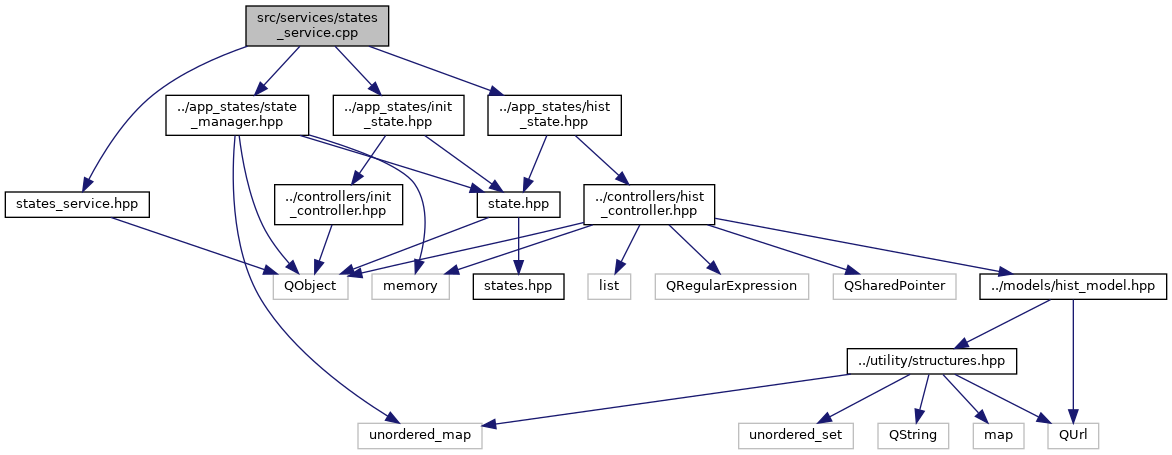 src/services/states
_service.cpp
../app_states/state
_manager.hpp
../app_states/init
_state.hpp
../app_states/hist
_state.hpp
states_service.hpp
../controllers/init
_controller.hpp
state.hpp
../controllers/hist
_controller.hpp
QObject
memory
states.hpp
list
QRegularExpression
QSharedPointer
../models/hist_model.hpp
../utility/structures.hpp
unordered_map
unordered_set
QString
map
QUrl